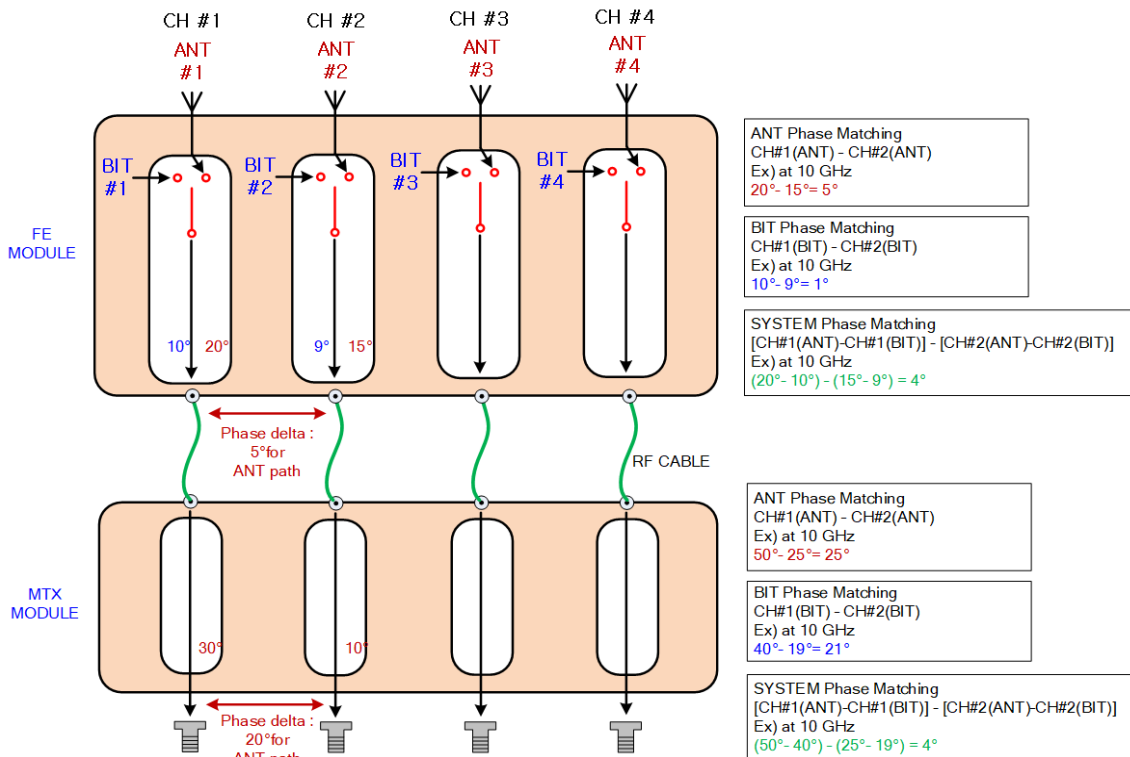 CH #1
CH #2
CH #3
CH #4
ANT
#1
ANT
#2
ANT
#3
ANT
#4
BIT
#1
BIT
#2
BIT
#3
BIT
#4
FE
MODULE
10° 20°
9° 15°
ANT Phase Matching
CH#1(ANT) - CH#2(ANT)
Ex) at 10 GHz
20°- 15°= 5°
BIT Phase Matching
CH#1(BIT) - CH#2(BIT)
Ex) at 10 GHz
10°- 9°= 1°
SYSTEM Phase Matching
[CH#1(ANT)-CH#1(BIT)] - [CH#2(ANT)-CH#2(BIT)]
Ex) at 10 GHz
(20°- 10°) - (15°- 9°) = 4°
Phase delta :
5°for
ANT path
RF CABLE
MTX
MODULE
30°
10°
ANT Phase Matching
CH#1(ANT) - CH#2(ANT)
Ex) at 10 GHz
50°- 25°= 25°
BIT Phase Matching
CH#1(BIT) - CH#2(BIT)
Ex) at 10 GHz
40°- 19°= 21°
SYSTEM Phase Matching
[CH#1(ANT)-CH#1(BIT)] - [CH#2(ANT)-CH#2(BIT)]
Ex) at 10 GHz
(50°- 40°) - (25°- 19°) = 4°
Phase delta :
20°for
ANT path